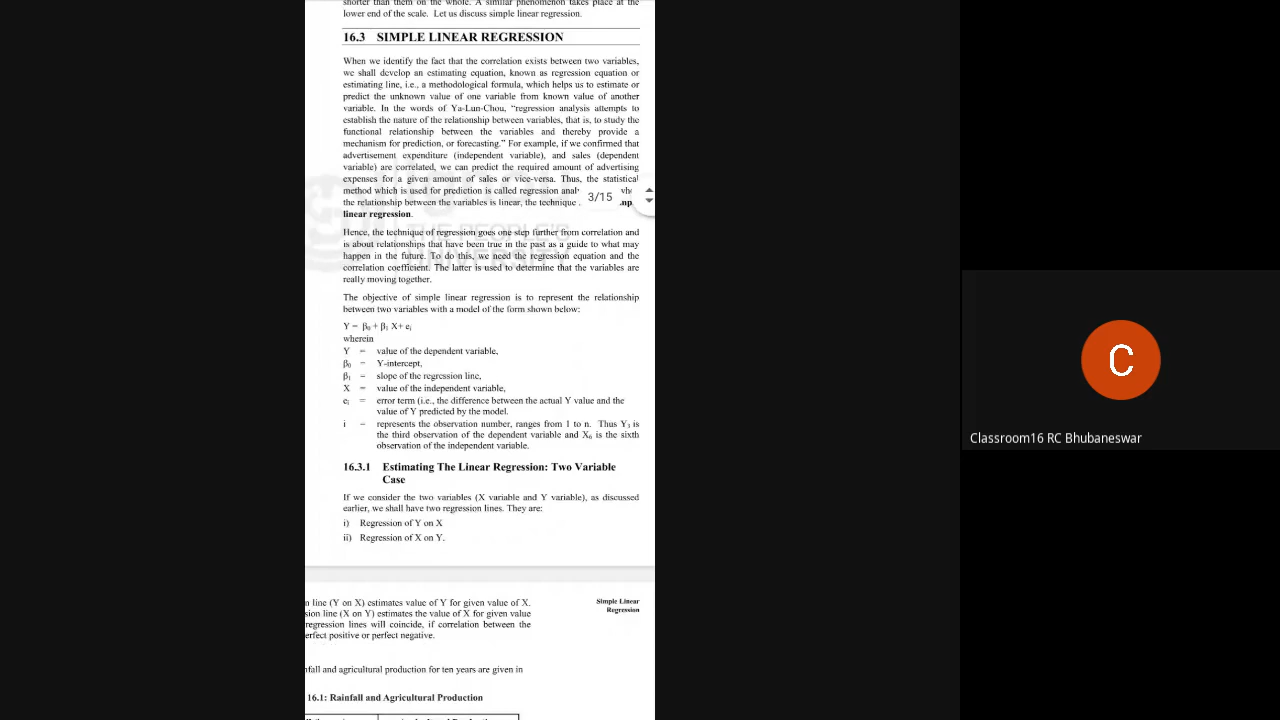 shorter than them on the whole. A similar phenomenon takes place at the
lower end of the scale. Let us discuss simple linear regression.
16.3 SIMPLE LINEAR REGRESSION
When we identify the fact that the correlation exists between two variables,
we shall develop an estimating equation, known as regression equation or
estimating line, i.e., a methodological formula, which helps us to estimate or
predict the unknown value of one variable from known value of another
variable. In the words of Ya-Lun-Chou, “regression analysis attempts to
establish the nature of the relationship between variables, that is, to study the
functional relationship between the variables and thereby provide a
mechanism for prediction, or forecasting.” For example, if we confirmed that
advertisement expenditure (independent variable), and sales (dependent
variable) are correlated, we can predict the required amount of advertising
expenses for a given amount of sales or vice-versa. Thus, the statistical
method which is used for prediction is called regression
the relationship between the variables is linear, the technique
linear regression.
3/15
Hence, the technique of regression goes one step further from correlation and
is about relationships that have been true in the past as a guide to what may
happen in the future. To do this, we need the regression equation and the
correlation coefficient. The latter is used to determine that the variables are
really moving together.
THE PEOPLE'S
UNIVERSITY
The objective of simple linear regression is to represent the relationship
between two variables with a model of the form shown below:
Y = β₀ + β₁ X+ eᵢ
wherein
Y = value of the dependent variable,
β₀ = Y-intercept,
β₁ = slope of the regression line,
X = value of the independent variable,
eᵢ = error term (i.e., the difference between the actual Y value and the
value of Y predicted by the model.
i = represents the observation number, ranges from 1 to n. Thus Y₃ is
the third observation of the dependent variable and X₆ is the sixth
observation of the independent variable.
16.3.1 Estimating The Linear Regression: Two Variable
Case
If we consider the two variables (X variable and Y variable), as discussed
earlier, we shall have two regression lines. They are:
i) Regression of Y on X
ii) Regression of X on Y.
Simple Linear
Regression
n line (Y on X) estimates value of Y for given value of X.
sion line (X on Y) estimates the value of X for given value
regression lines will coincide, if correlation between the
erfect positive or perfect negative.
nfall and agricultural production for ten years are given in
16.1: Rainfall and Agricultural Production
C
Classroom16 RC Bhubaneswar